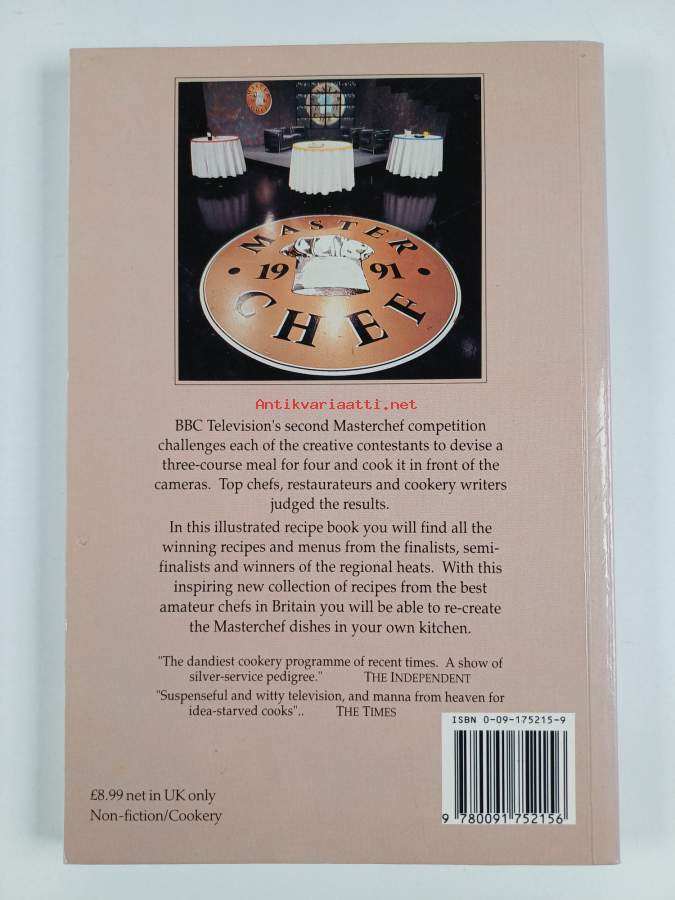 MASTER
1991
CHEF
Antikvariaatti.net
BBC Television's second Masterchef competition
challenges each of the creative contestants to devise a
three-course meal for four and cook it in front of the
cameras. Top chefs, restaurateurs and cookery writers
judged the results.
In this illustrated recipe book you will find all the
winning recipes and menus from the finalists, semi-
finalists and winners of the regional heats. With this
inspiring new collection of recipes from the best
amateur chefs in Britain you will be able to re-create
the Masterchef dishes in your own kitchen.
"The dandiest cookery programme of recent times. A show of
silver-service pedigree." THE INDEPENDENT
"Suspenseful and witty television, and manna from heaven for
idea-starved cooks".. THE TIMES
ISBN 0-09-175215-9
9 780091 752156
£8.99 net in UK only
Non-fiction/Cookery